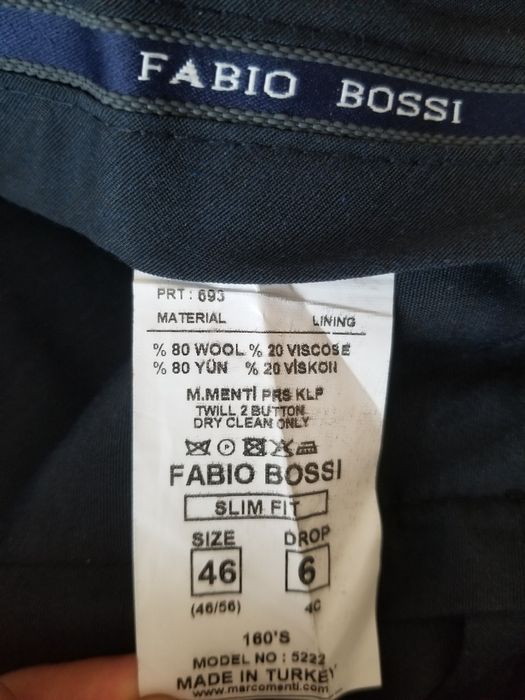 FABIO BOSSI
PRT : 693
MATERIAL LINING
% 80 WOOL % 20 VISCOSE
% 80 YÜN % 20 VİSKON
M.MENTİ PRS KLP
TWILL 2 BUTTON
DRY CLEAN ONLY
P
FABIO BOSSI
SLIM FIT
SIZE DROP
46 6
(46/56) 4C
160'S
MODEL NO : 5222
MADE IN TURKEY
www.marcomenti.com